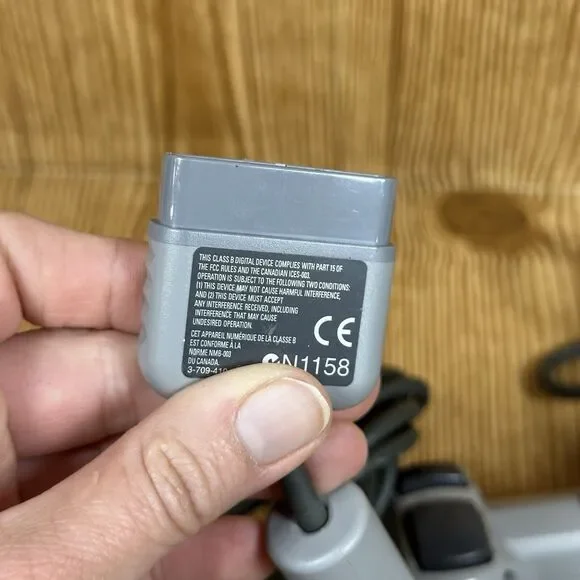 THIS CLASS B DIGITAL DEVICE COMPLIES WITH PART 15 OF
THE FCC RULES AND THE CANADIAN ICES-003.
OPERATION IS SUBJECT TO THE FOLLOWING TWO CONDITIONS:
(1) THIS DEVICE MAY NOT CAUSE HARMFUL INTERFERENCE,
AND (2) THIS DEVICE MUST ACCEPT
ANY INTERFERENCE RECEIVED, INCLUDING
INTERFERENCE THAT MAY CAUSE
UNDESIRED OPERATION.
CE
CET APPAREIL NUMÉRIQUE DE LA CLASSE B
EST CONFORME À LA
NORME NMB-003
DU CANADA.
N1158
3-709-41